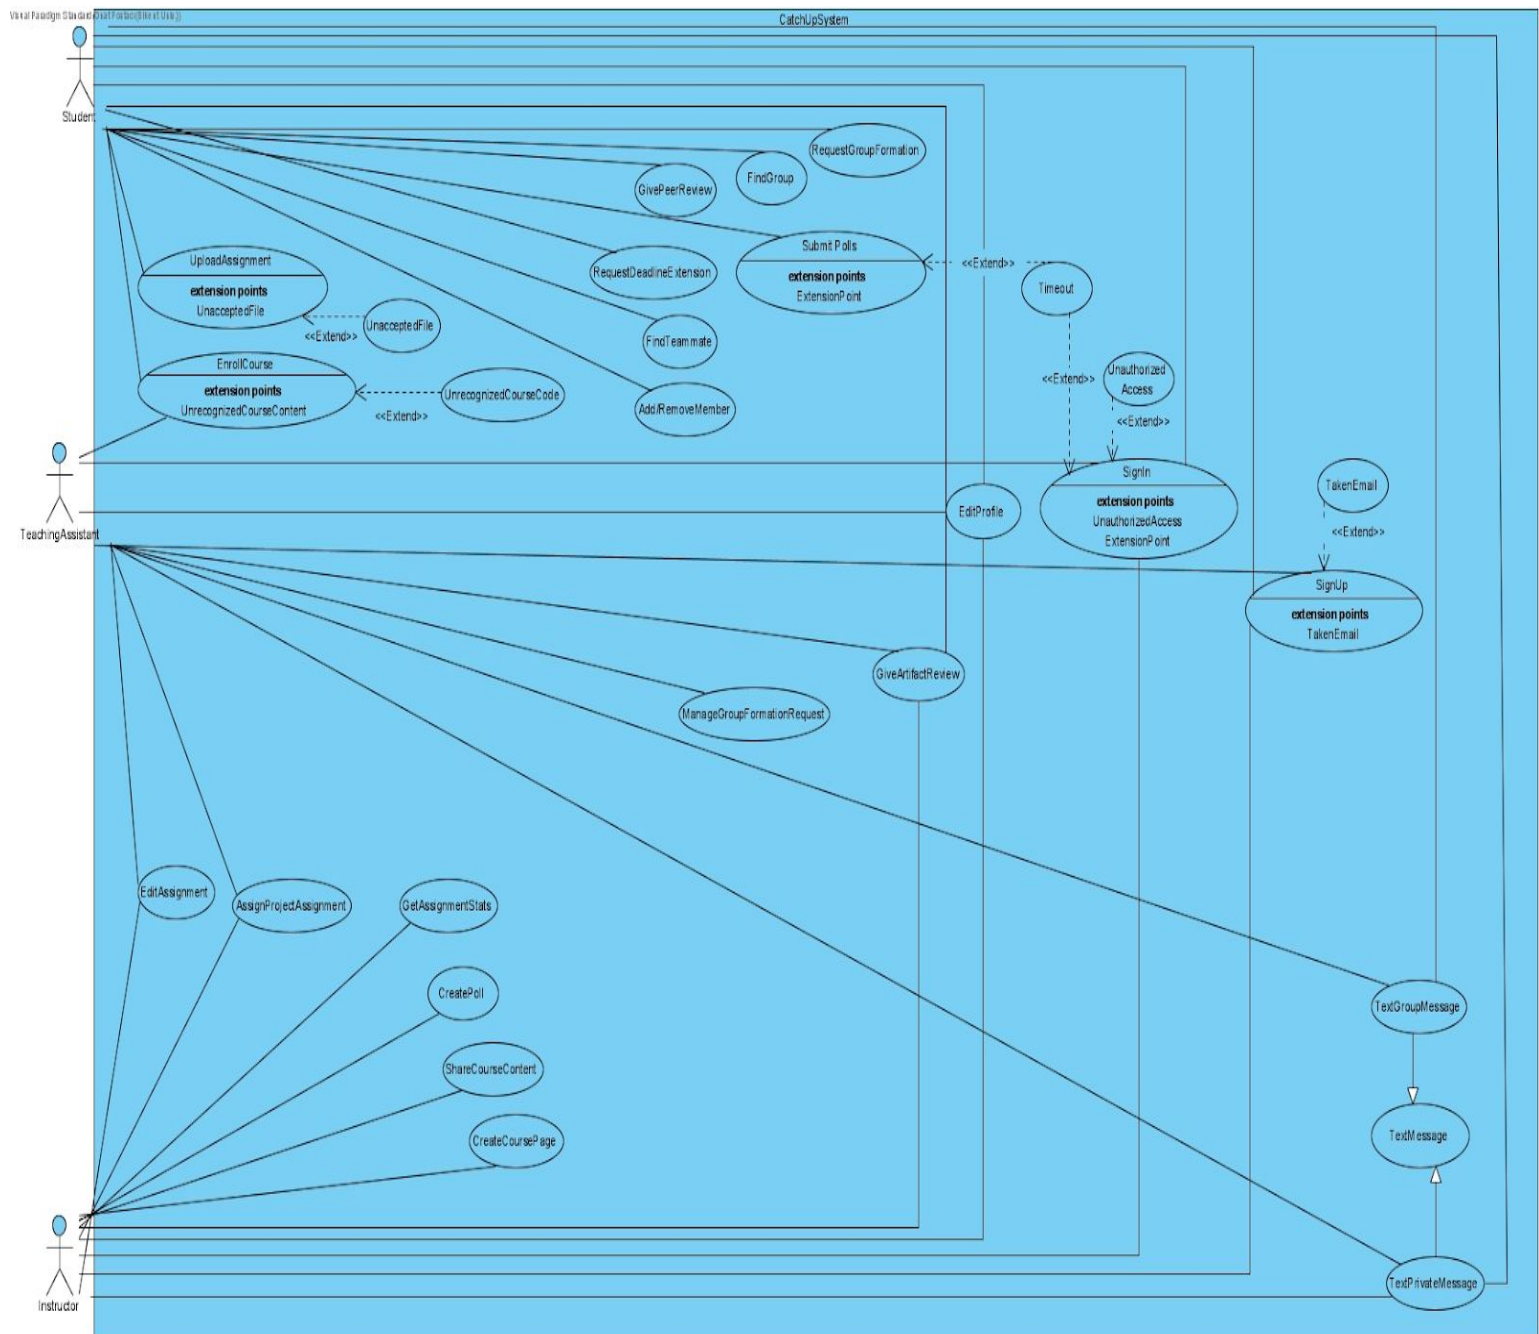 CatchUpSystem
Student
RequestGroupFormation
FindGroup
GivePeerReview
Submit Polls
extension points
ExtensionPoint
<<Extend>>
Timeout
UploadAssignment
extension points
UnacceptedFile
RequestDeadlineExtension
UnacceptedFile
<<Extend>>
FindTeammate
EnrollCourse
extension points
UnrecognizedCourseContent
UnrecognizedCourseCode
<<Extend>>
Add/RemoveMember
<<Extend>>
Unauthorized
Access
<<Extend>>
TeachingAssistant
SignIn
extension points
UnauthorizedAccess
ExtensionPoint
EditProfile
TakenEmail
<<Extend>>
SignUp
extension points
TakenEmail
GiveArtifactReview
ManageGroupFormationRequest
EditAssignment
AssignProjectAssignment
GetAssignmentStats
CreatePoll
TextGroupMessage
ShareCourseContent
CreateCoursePage
TextMessage
TextPrivateMessage
Instructor